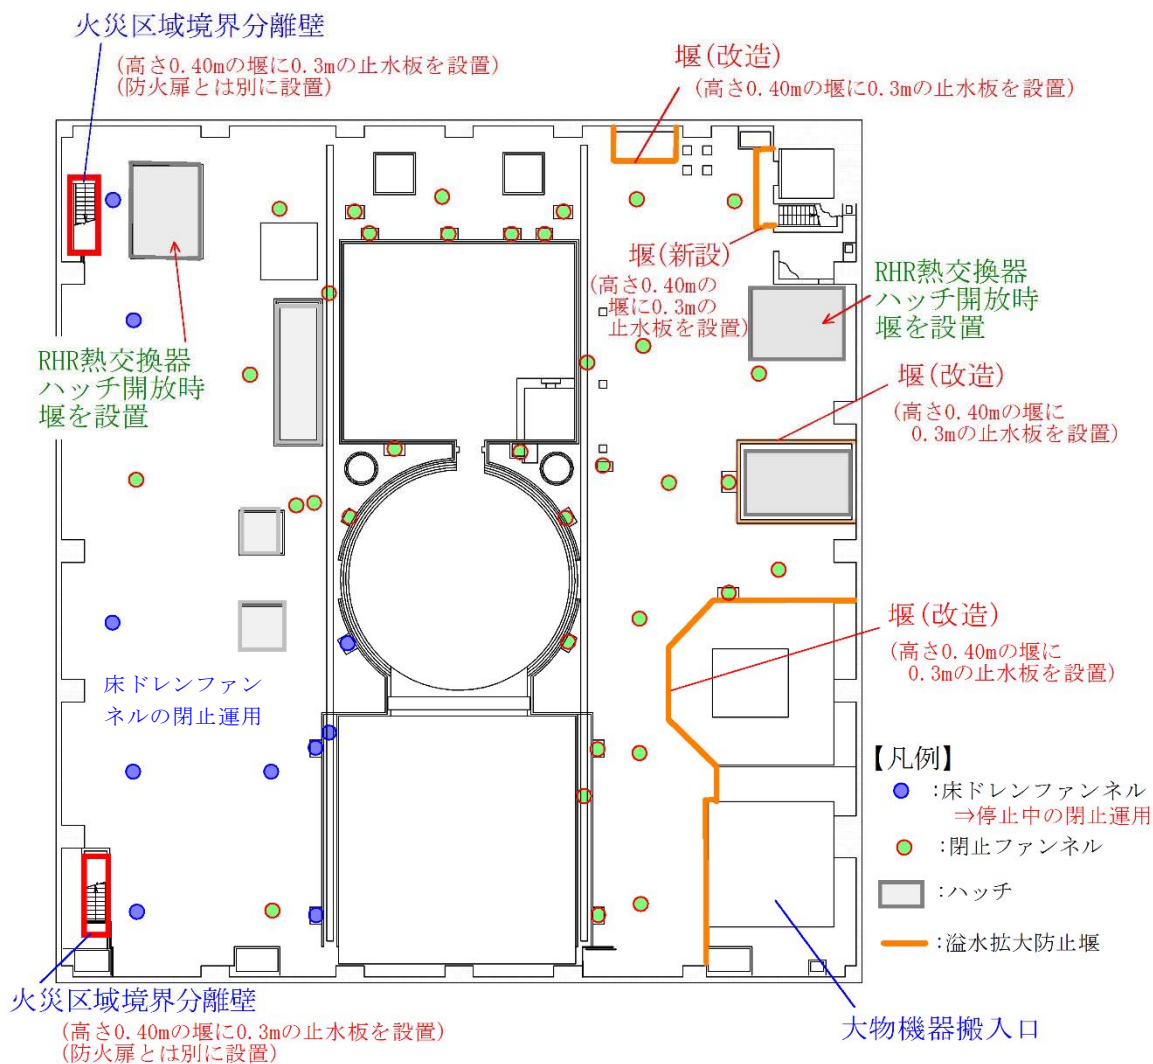 火災区域境界分離壁
(高さ0.40mの堰に0.3mの止水板を設置)
(防火扉とは別に設置)
堰(改造)
(高さ0.40mの堰に0.3mの止水板を設置)
堰(新設)
(高さ0.40mの
堰に0.3mの
止水板を設置)
RHR熱交換器
ハッチ開放時
堰を設置
RHR熱交換器
ハッチ開放時
堰を設置
堰(改造)
(高さ0.40mの堰に
0.3mの止水板を設置)
堰(改造)
(高さ0.40mの堰に
0.3mの止水板を設置)
床ドレンファン
ネルの閉止運用
【凡例】
:床ドレンファンネル
⇒停止中の閉止運用
:閉止ファンネル
:ハッチ
:溢水拡大防止堰
火災区域境界分離壁
(高さ0.40mの堰に0.3mの止水板を設置)
(防火扉とは別に設置)
大物機器搬入口